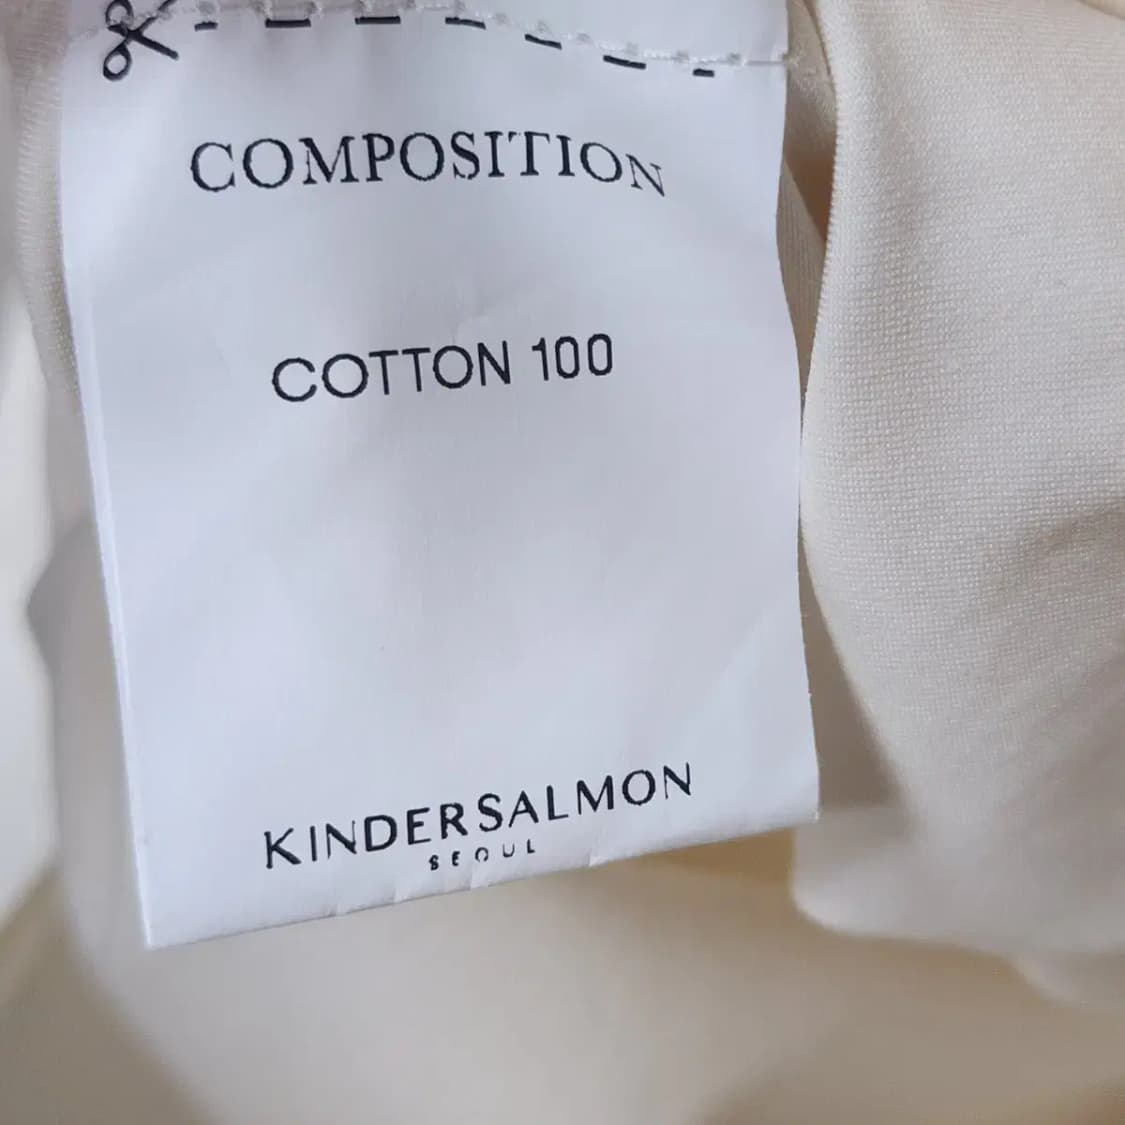 COMPOSITION
COTTON 100
KINDERSALMON
SEOUL